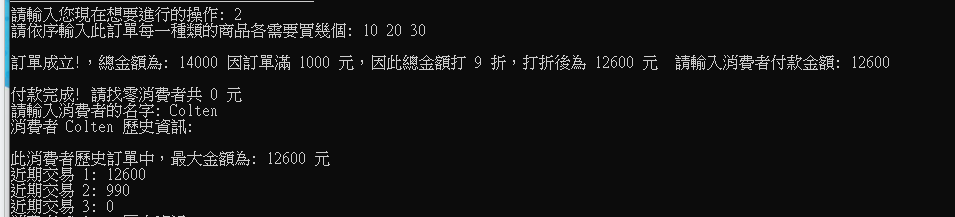 請輸入您現在想要進行的操作: 2
請依序輸入此訂單每一種類的商品各需要買幾個: 10 20 30
訂單成立!, 總金額為: 14000 因訂單滿 1000 元, 因此總金額打 9 折, 打折後為 12600 元 請輸入消費者付款金額: 12600
付款完成! 請找零消費者共 0 元
請輸入消費者的名字: Colten
消費者 Colten 歷史資訊:
此消費者歷史訂單中, 最大金額為: 12600 元
近期交易 1: 12600
近期交易 2: 990
近期交易 3: 0